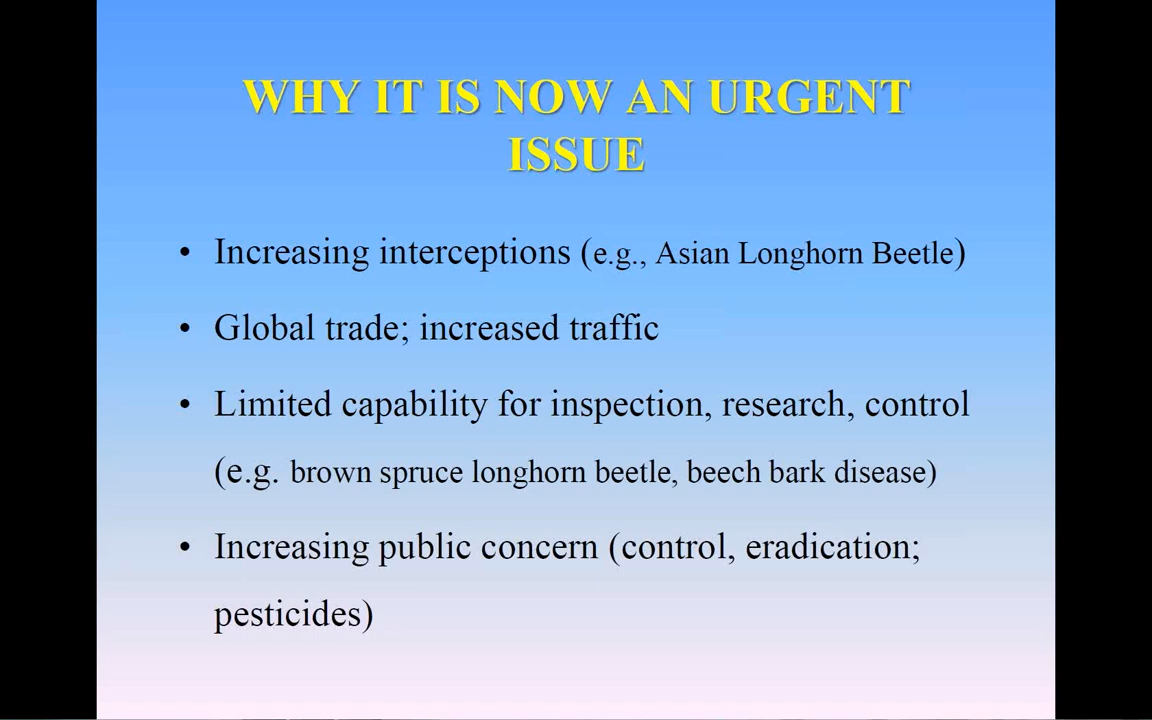 WHY IT IS NOW AN URGENT
ISSUE
• Increasing interceptions (e.g., Asian Longhorn Beetle)
• Global trade; increased traffic
• Limited capability for inspection, research, control
(e.g. brown spruce longhorn beetle, beech bark disease)
• Increasing public concern (control, eradication;
pesticides)